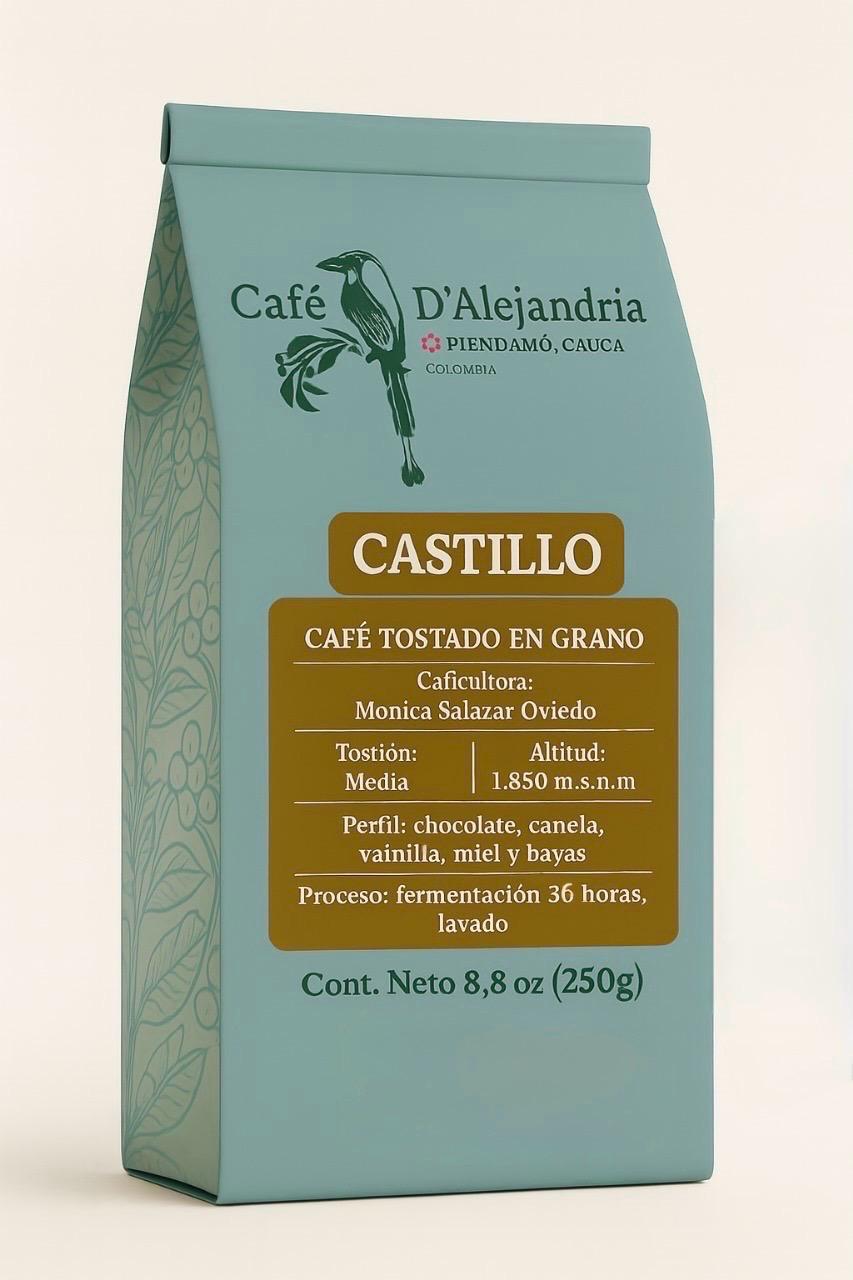 Café D'Alejandria
PIENDAMÓ, CAUCA
COLOMBIA
CASTILLO
CAFÉ TOSTADO EN GRANO
Caficultora:
Monica Salazar Oviedo
Tostión:
Media
Altitud:
1.850 m.s.n.m
Perfil: chocolate, canela,
vainilla, miel y bayas
Proceso: fermentación 36 horas,
lavado
Cont. Neto 8,8 oz (250g)